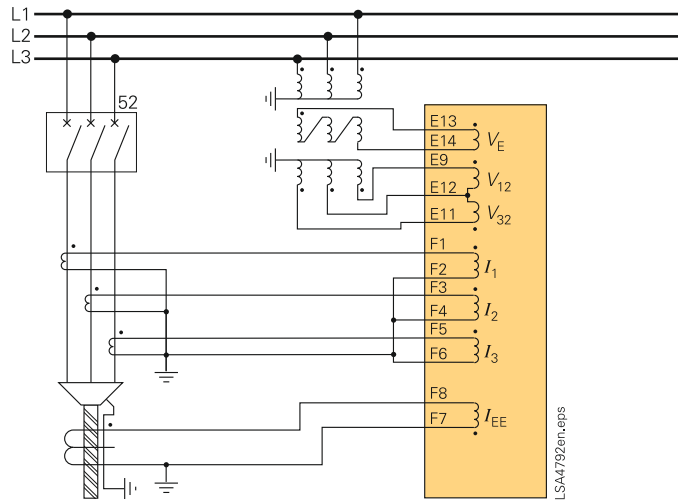 L1
L2
L3
52
E13
E14
V_E
E9
V_12
E12
V_32
E11
F1
F2
I_1
F3
F4
I_2
F5
F6
I_3
F8
F7
I_EE
LSA4792en.eps